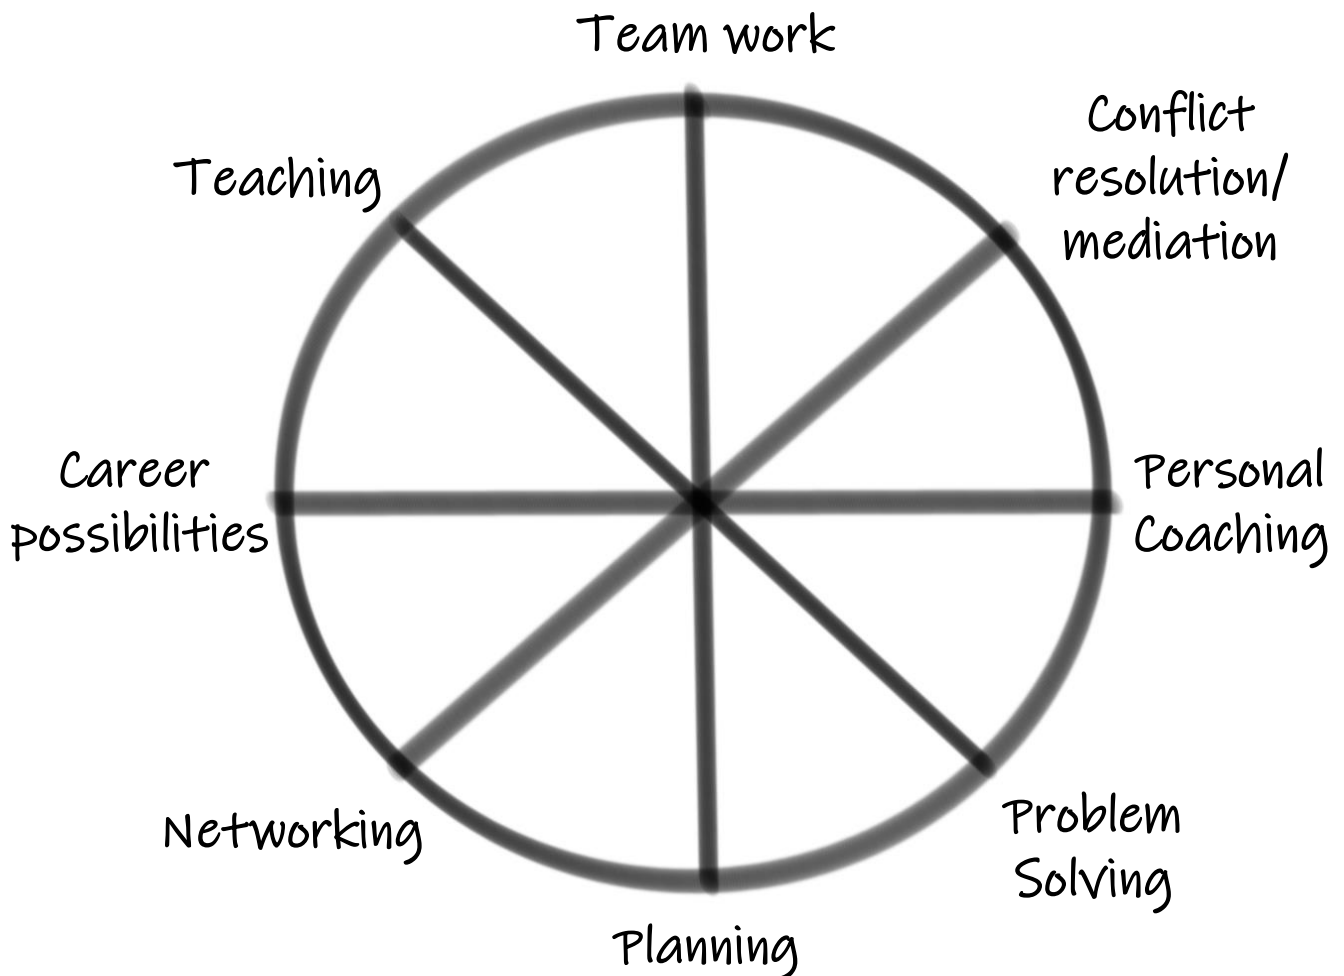 Team work
Conflict
resolution/
mediation
Teaching
Career
possibilities
Personal
Coaching
Networking
Problem
Solving
Planning